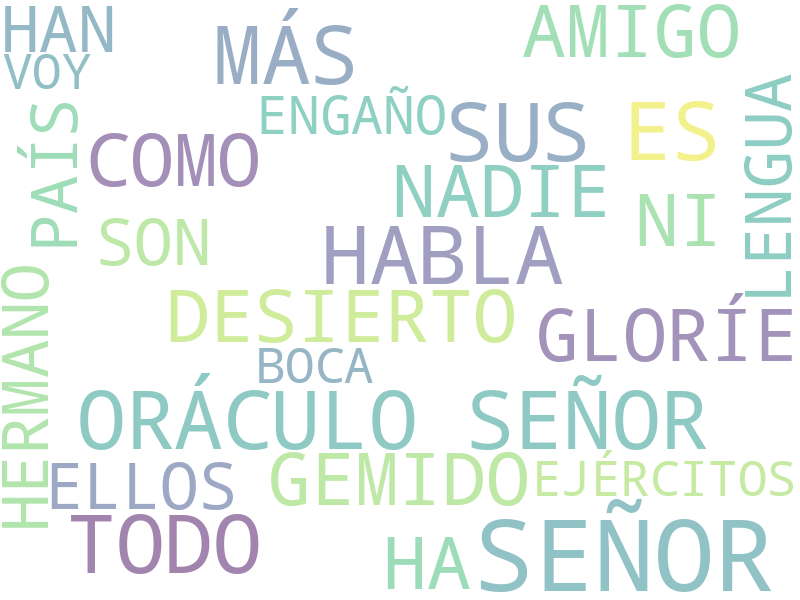 HAN
MÁS
AMIGO
VOY
ENGAÑO
SUS
ES
LENGUA
PAÍS
COMO
NADIE
NI
SON
HABLA
HERMANO
DESIERTO
GLORÍE
BOCA
ORÁCULO SEÑOR
ELLOS
GEMIDO
EJÉRCITOS
TODO
HA
SEÑOR